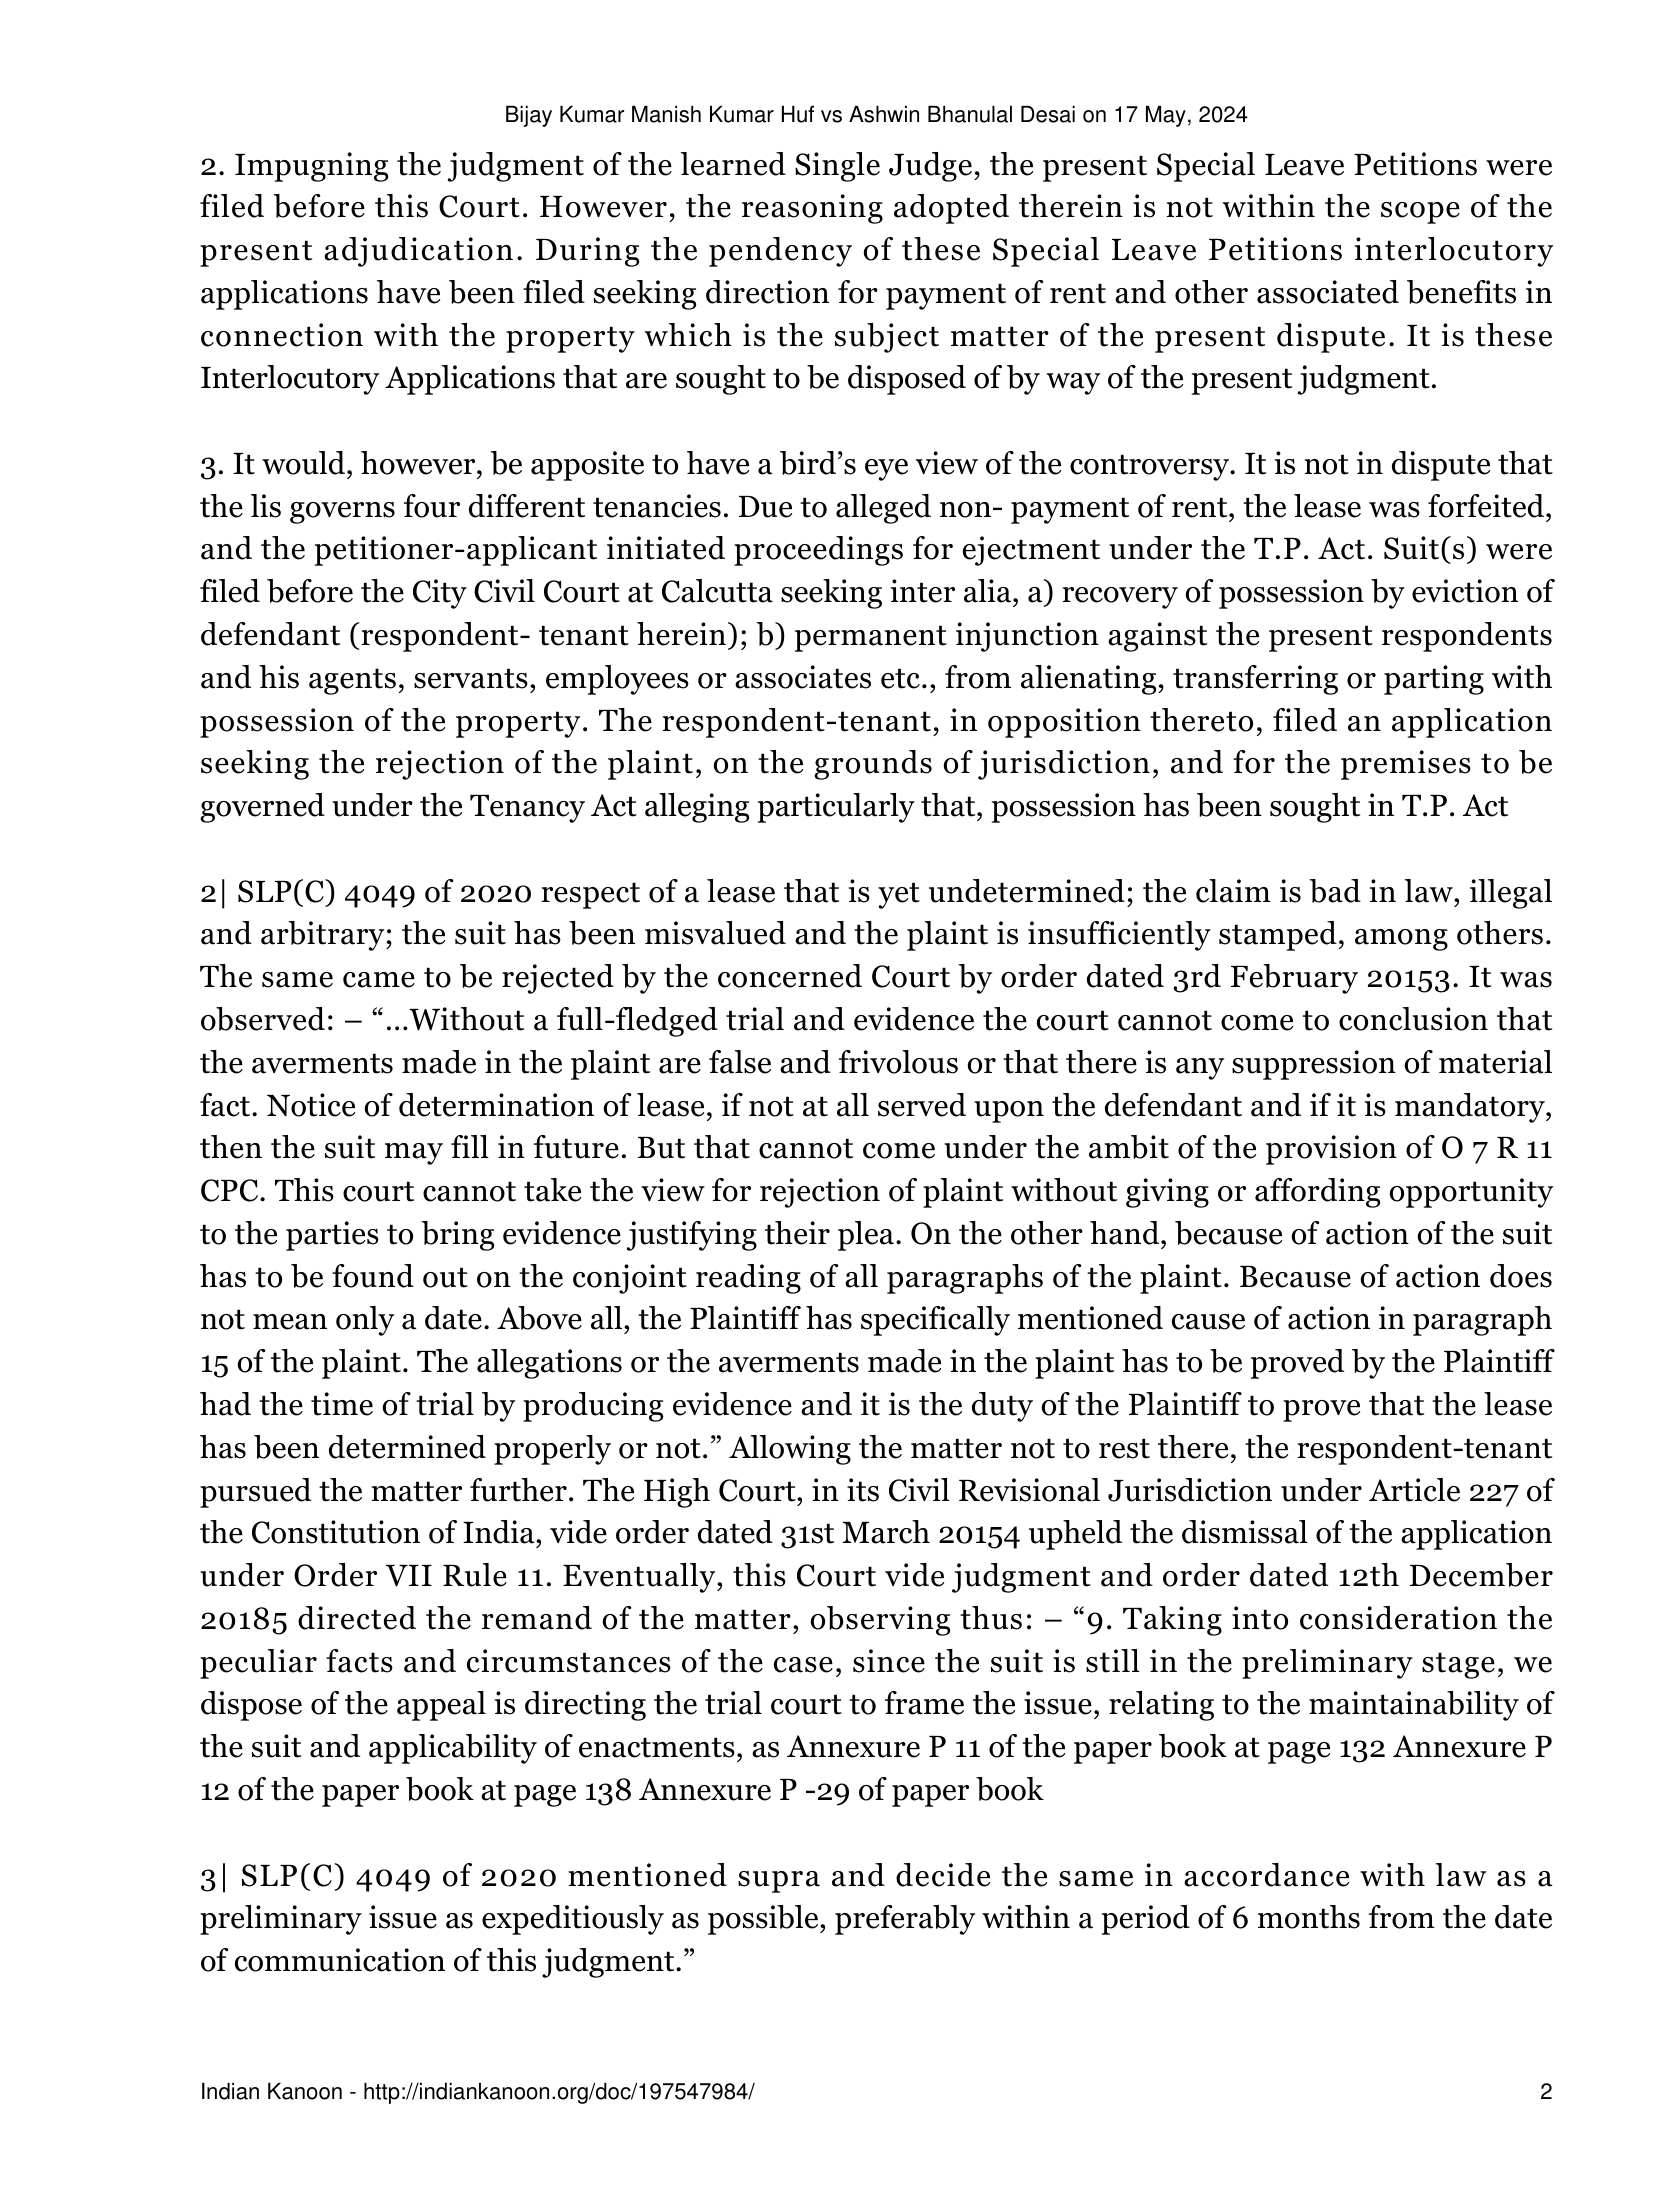 Bijay Kumar Manish Kumar Huf vs Ashwin Bhanulal Desai on 17 May, 2024
2. Impugning the judgment of the learned Single Judge, the present Special Leave Petitions were
filed before this Court. However, the reasoning adopted therein is not within the scope of the
present adjudication. During the pendency of these Special Leave Petitions interlocutory
applications have been filed seeking direction for payment of rent and other associated benefits in
connection with the property which is the subject matter of the present dispute. It is these
Interlocutory Applications that are sought to be disposed of by way of the present judgment.
3. It would, however, be apposite to have a bird’s eye view of the controversy. It is not in dispute that
the lis governs four different tenancies. Due to alleged non- payment of rent, the lease was forfeited,
and the petitioner-applicant initiated proceedings for ejectment under the T.P. Act. Suit(s) were
filed before the City Civil Court at Calcutta seeking inter alia, a) recovery of possession by eviction of
defendant (respondent- tenant herein); b) permanent injunction against the present respondents
and his agents, servants, employees or associates etc., from alienating, transferring or parting with
possession of the property. The respondent-tenant, in opposition thereto, filed an application
seeking the rejection of the plaint, on the grounds of jurisdiction, and for the premises to be
governed under the Tenancy Act alleging particularly that, possession has been sought in T.P. Act
2| SLP(C) 4049 of 2020 respect of a lease that is yet undetermined; the claim is bad in law, illegal
and arbitrary; the suit has been misvalued and the plaint is insufficiently stamped, among others.
The same came to be rejected by the concerned Court by order dated 3rd February 20153. It was
observed: – “…Without a full-fledged trial and evidence the court cannot come to conclusion that
the averments made in the plaint are false and frivolous or that there is any suppression of material
fact. Notice of determination of lease, if not at all served upon the defendant and if it is mandatory,
then the suit may fill in future. But that cannot come under the ambit of the provision of O 7 R 11
CPC. This court cannot take the view for rejection of plaint without giving or affording opportunity
to the parties to bring evidence justifying their plea. On the other hand, because of action of the suit
has to be found out on the conjoint reading of all paragraphs of the plaint. Because of action does
not mean only a date. Above all, the Plaintiff has specifically mentioned cause of action in paragraph
15 of the plaint. The allegations or the averments made in the plaint has to be proved by the Plaintiff
had the time of trial by producing evidence and it is the duty of the Plaintiff to prove that the lease
has been determined properly or not.” Allowing the matter not to rest there, the respondent-tenant
pursued the matter further. The High Court, in its Civil Revisional Jurisdiction under Article 227 of
the Constitution of India, vide order dated 31st March 20154 upheld the dismissal of the application
under Order VII Rule 11. Eventually, this Court vide judgment and order dated 12th December
20185 directed the remand of the matter, observing thus: – “9. Taking into consideration the
peculiar facts and circumstances of the case, since the suit is still in the preliminary stage, we
dispose of the appeal is directing the trial court to frame the issue, relating to the maintainability of
the suit and applicability of enactments, as Annexure P 11 of the paper book at page 132 Annexure P
12 of the paper book at page 138 Annexure P -29 of paper book
3| SLP(C) 4049 of 2020 mentioned supra and decide the same in accordance with law as a
preliminary issue as expeditiously as possible, preferably within a period of 6 months from the date
of communication of this judgment.”
Indian Kanoon - http://indiankanoon.org/doc/197547984/ 2